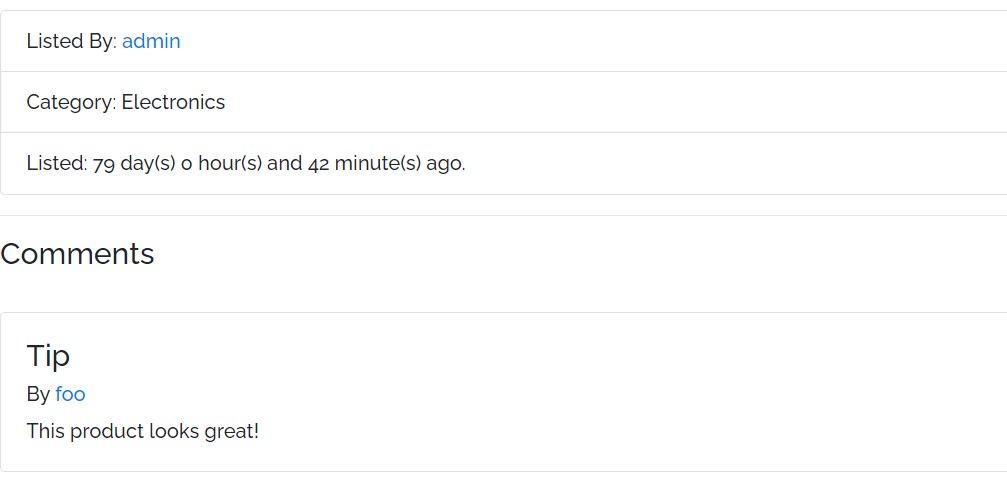 Listed By: admin
Category: Electronics
Listed: 79 day(s) 0 hour(s) and 42 minute(s) ago.
Comments
Tip
By foo
This product looks great!